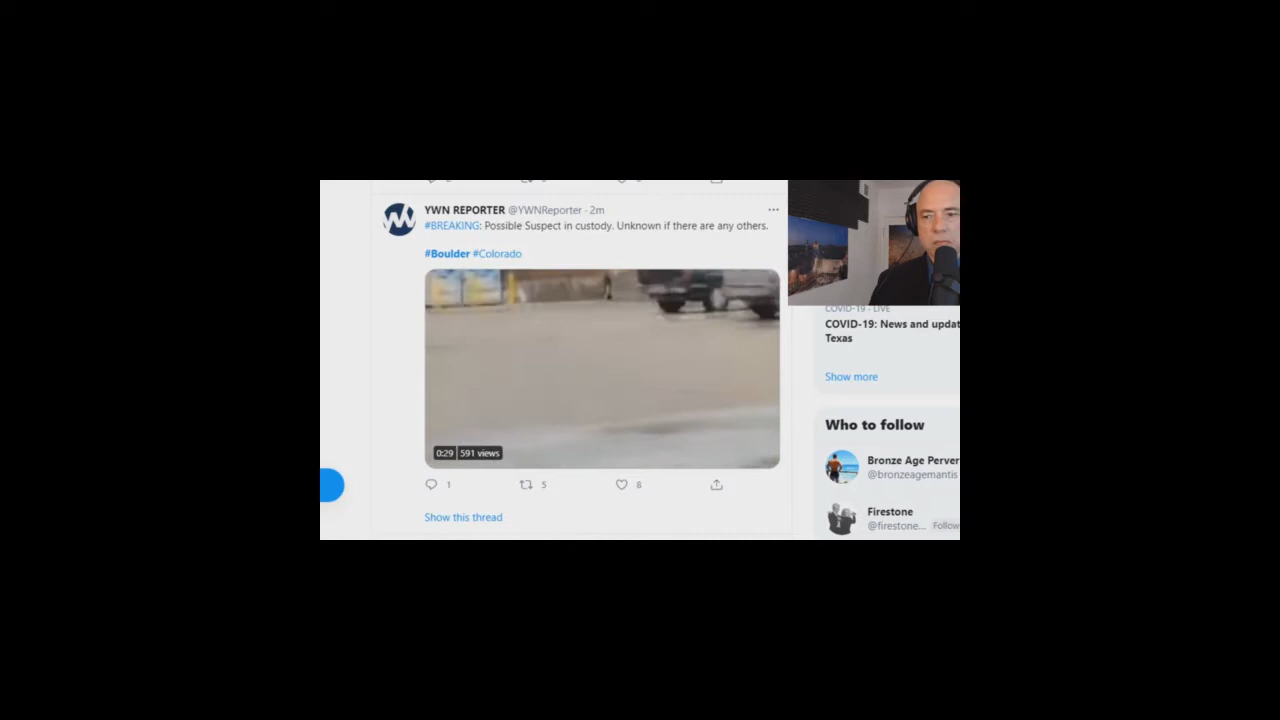 YWN REPORTER @YWNReporter · 2m
#BREAKING: Possible Suspect in custody. Unknown if there are any others.
#Boulder #Colorado
0:29 591 views
1 5 8
Show this thread
COVID-19 · LIVE
COVID-19: News and updat
Texas
Show more
Who to follow
Bronze Age Perver
@bronzeagemantis
Firestone
@firestone... Follow